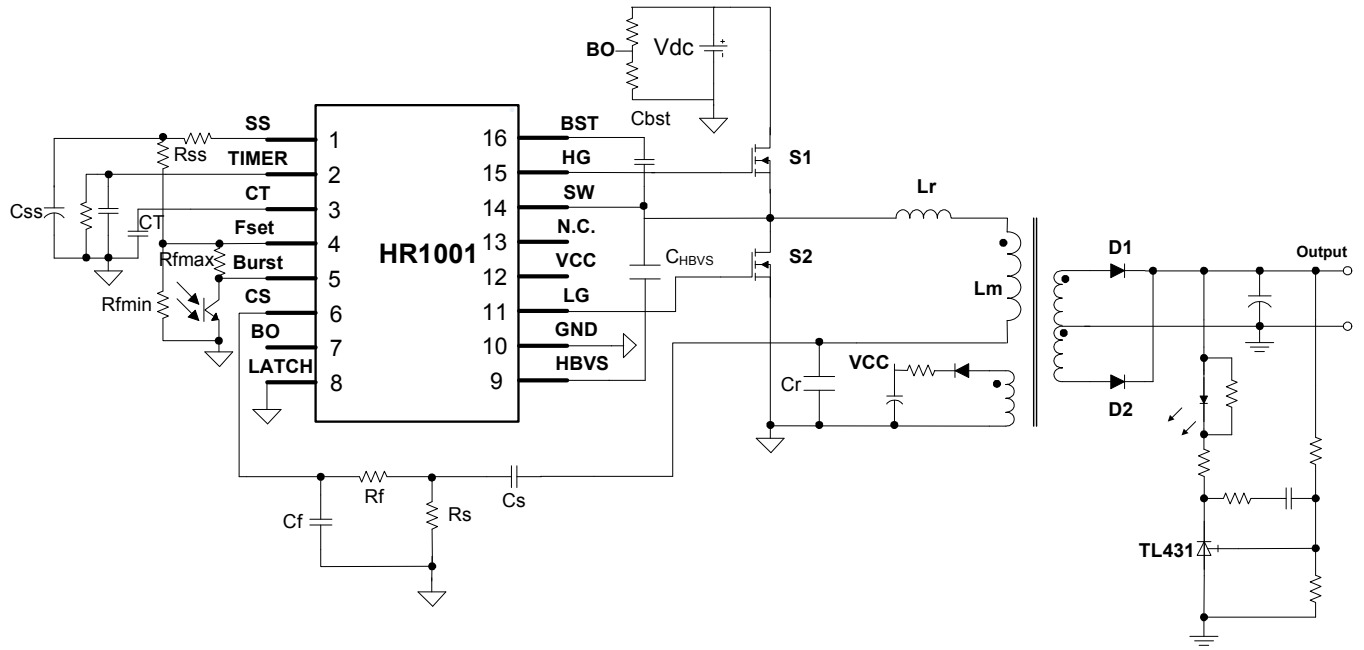 BO
Vdc
+
-
Cbst
SS
1
16
BST
Rss
TIMER
2
15
HG
S1
CT
3
14
SW
Lr
Css
CT
Fset
4
13
N.C.
HR1001
Rfmax
Burst
5
12
VCC
CHBVS
S2
Output
D1
Rfmin
CS
6
11
LG
Lm
BO
7
10
GND
LATCH
8
9
HBVS
Cr
VCC
D2
Rf
Cs
Cf
Rs
TL431